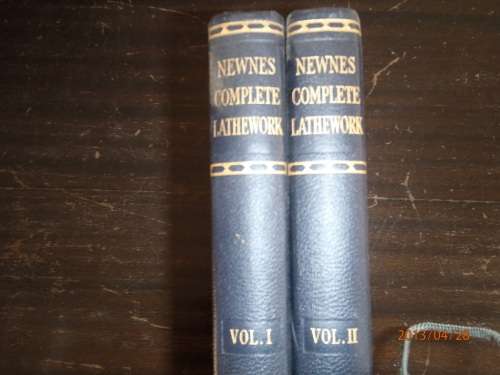 NEWNES
COMPLETE
LATHEWORK
VOL. I
NEWNES
COMPLETE
LATHEWORK
VOL. II
2013/04/28